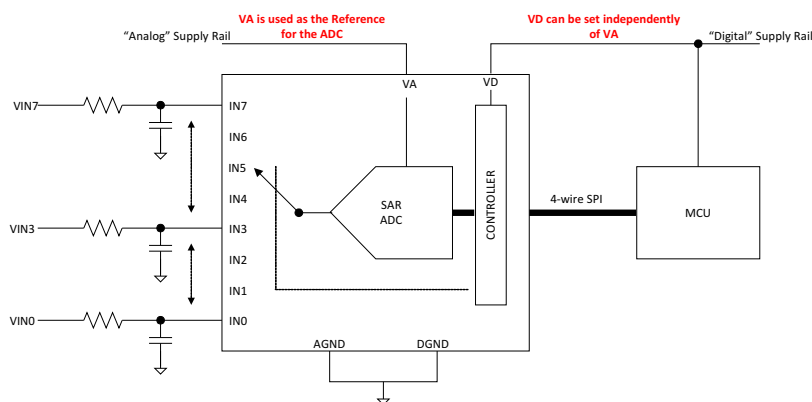 VA is used as the Reference
for the ADC
VD can be set independently
of VA
“Analog” Supply Rail
“Digital” Supply Rail
VA
VD
VIN7
IN7
IN6
IN5
IN4
VIN3
IN3
IN2
IN1
VIN0
IN0
SAR
ADC
CONTROLLER
4-wire SPI
MCU
AGND
DGND